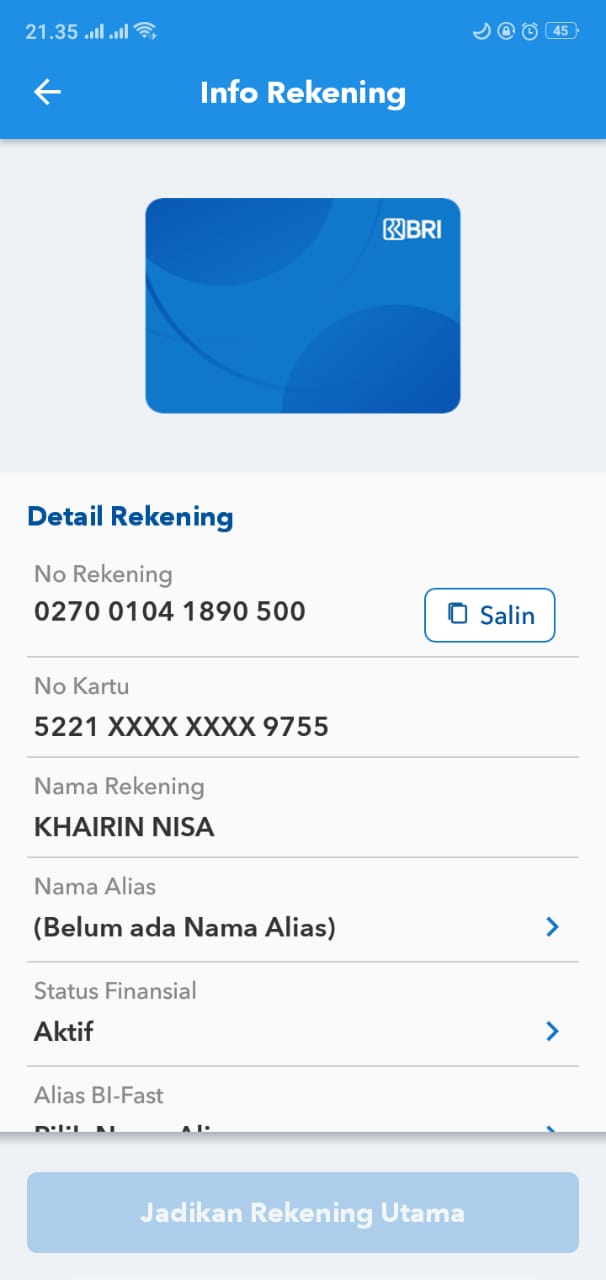 21.35
45
Info Rekening
BRI
Detail Rekening
No Rekening
0270 0104 1890 500
Salin
No Kartu
5221 XXXX XXXX 9755
Nama Rekening
KHAIRIN NISA
Nama Alias
(Belum ada Nama Alias)
Status Finansial
Aktif
Alias BI-Fast
Jadikan Rekening Utama